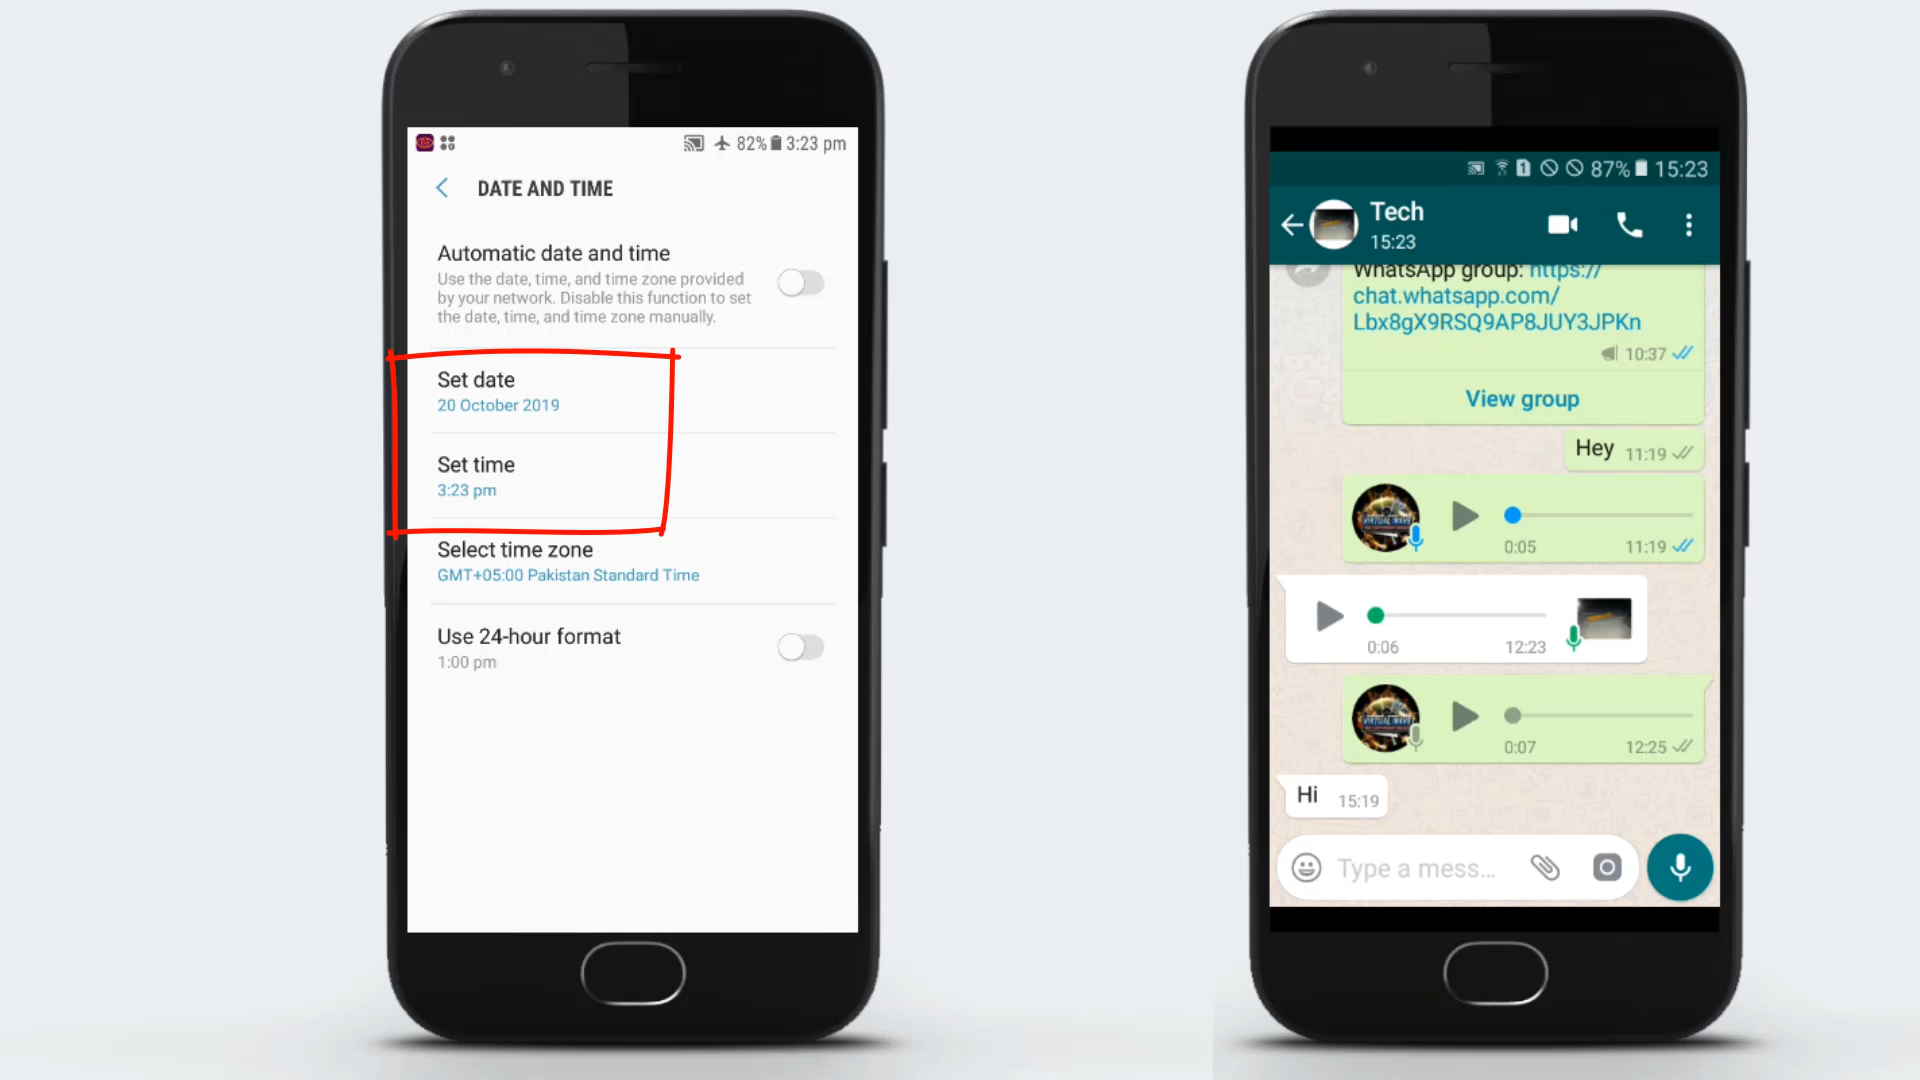 82% 3:23 pm
DATE AND TIME
Automatic date and time
Use the date, time, and time zone provided
by your network. Disable this function to set
the date, time, and time zone manually.
Set date
20 October 2019
Set time
3:23 pm
Select time zone
GMT+05:00 Pakistan Standard Time
Use 24-hour format
1:00 pm
1 87% 15:23
Tech
15:23
WhatsApp group: https://
chat.whatsapp.com/
Lbx8gX9RSQ9AP8JUY3JPKn
10:37
View group
Hey 11:19
VIRTUAL WAVE
0:05 11:19
0:06 12:23
VIRTUAL WAVE
0:07 12:25
Hi 15:19
Type a mess...